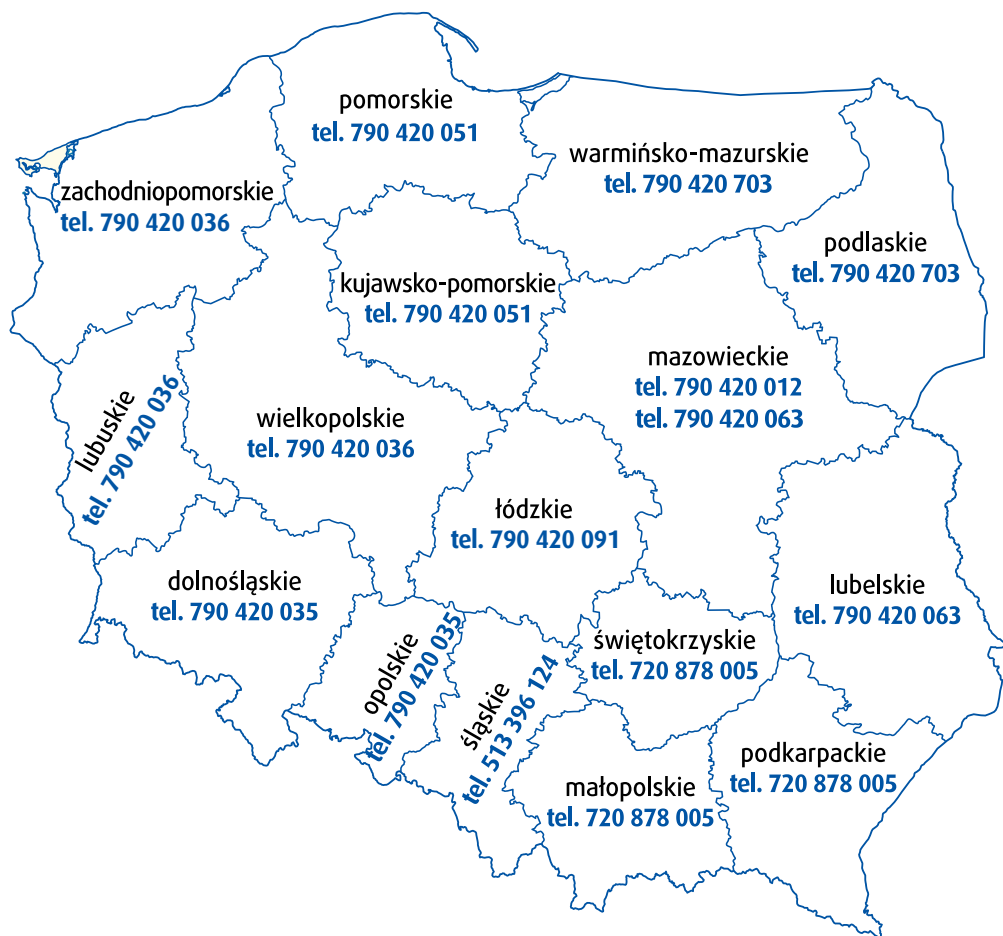 pomorskie
tel. 790 420 051
warmińsko-mazurskie
tel. 790 420 703
zachodniopomorskie
tel. 790 420 036
podlaskie
tel. 790 420 703
kujawsko-pomorskie
tel. 790 420 051
mazowieckie
tel. 790 420 012
tel. 790 420 063
lubuskie
tel. 790 420 036
wielkopolskie
tel. 790 420 036
łódzkie
tel. 790 420 091
dolnośląskie
tel. 790 420 035
lubelskie
tel. 790 420 063
opolskie
tel. 790 420 035
śląskie
tel. 513 396 124
świętokrzyskie
tel. 720 878 005
małopolskie
tel. 720 878 005
podkarpackie
tel. 720 878 005